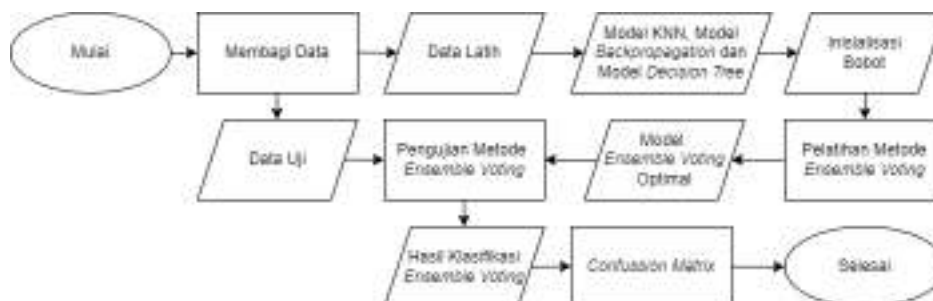 Mulai
Membagi Data
Data Latih
Model KNN, Model
Backpropagation dan
Model Decision Tree
Inisialisasi
Bobot
Data Uji
Pengujian Metode
Ensemble Voting
Model
Ensemble Voting
Optimal
Pelatihan Metode
Ensemble Voting
Hasil Klasifikasi
Ensemble Voting
Confussion Matrix
Selesai